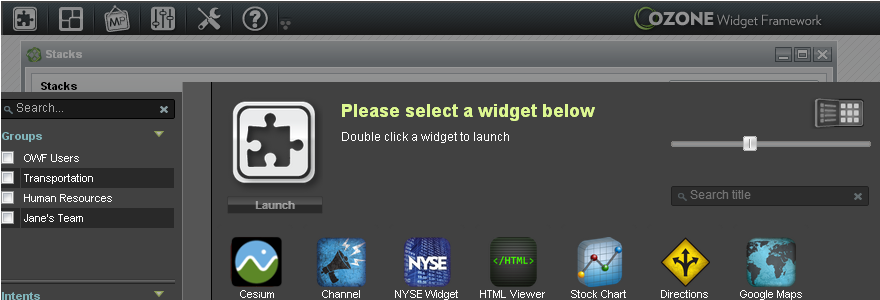 MP
OZONE Widget Framework
Stacks
Stacks
Search...
Groups
OWF Users
Transportation
Human Resources
Jane's Team
Intents
Please select a widget below
Double click a widget to launch
Launch
Search title
NYSE
</HTML>
Cesium
Channel
NYSE Widget
HTML Viewer
Stock Chart
Directions
Google Maps